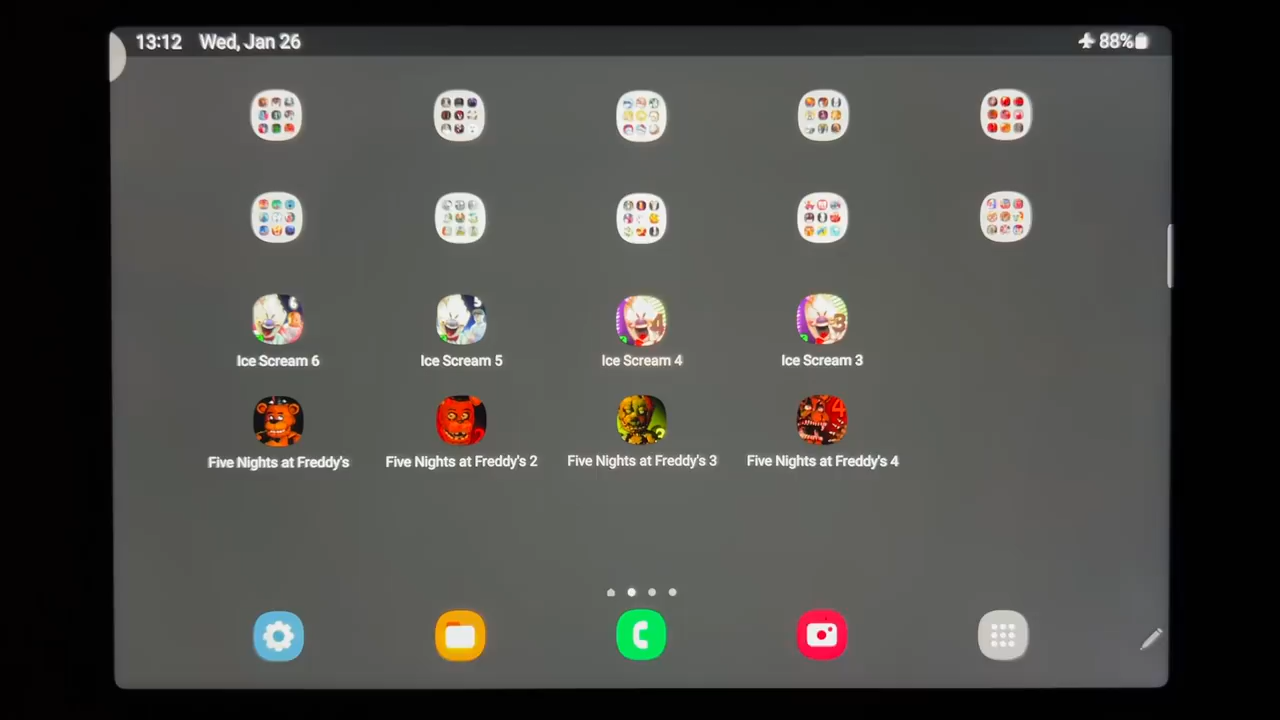 13:12 Wed, Jan 26 88%
Ice Scream 6 Ice Scream 5 Ice Scream 4 Ice Scream 3
Five Nights at Freddy's Five Nights at Freddy's 2 Five Nights at Freddy's 3 Five Nights at Freddy's 4